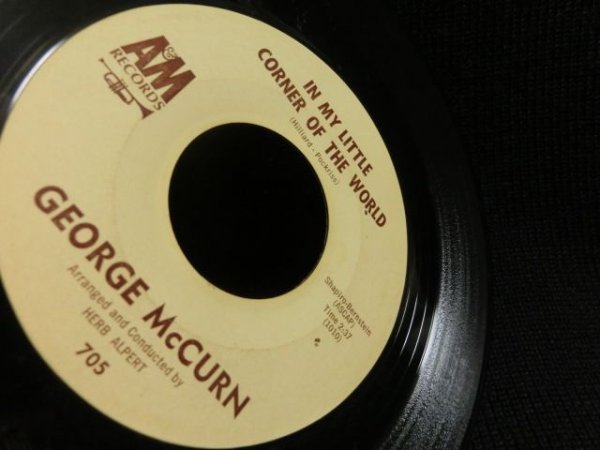 A&M
RECORDS
IN MY LITTLE
CORNER OF THE WORLD
(Hilliard - Pockriss)
Shapiro-Bernstein
(ASCAP)
Time 2:37
(1010)
GEORGE McCURN
Arranged and Conducted by
HERB ALPERT
705